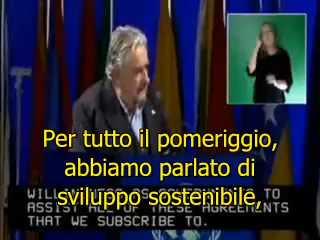 Per tutto il pomeriggio,
abbiamo parlato di
sviluppo sostenibile,
TO
ASSIST ALL OF THESE AGREEMENTS
THAT WE SUBSCRIBE TO.